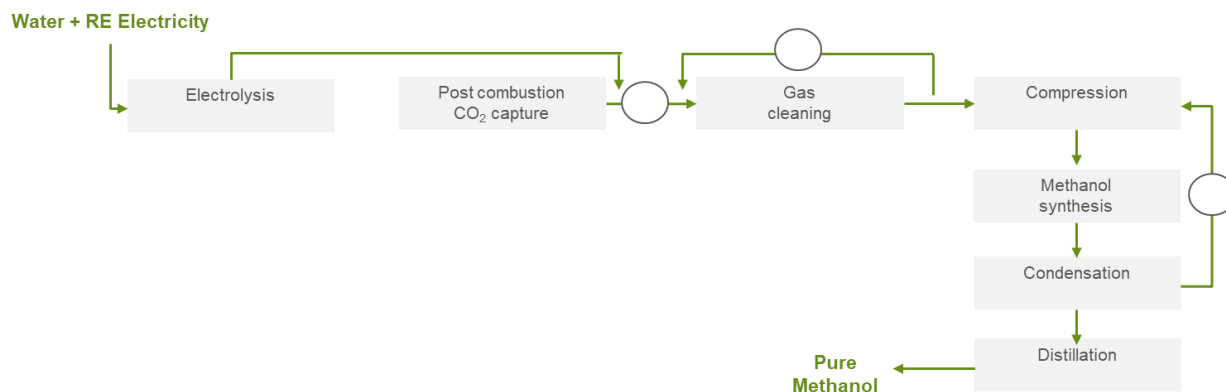 Water + RE Electricity
Electrolysis
Post combustion
CO₂ capture
Gas
cleaning
Compression
Methanol
synthesis
Condensation
Distillation
Pure
Methanol